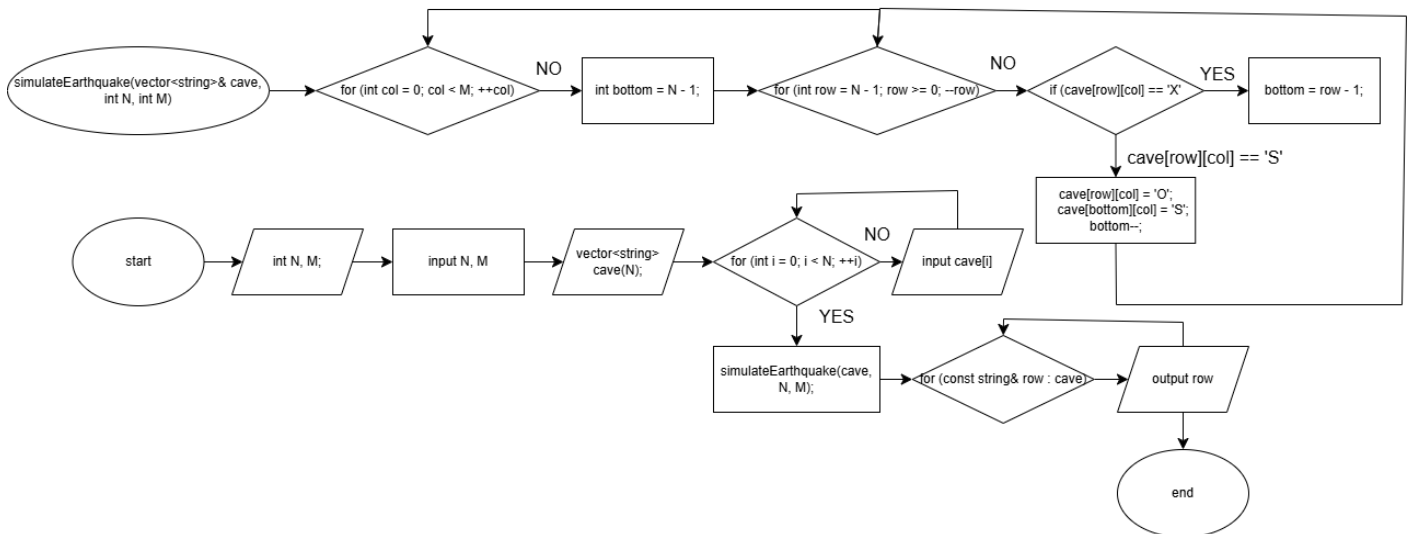 simulateEarthquake(vector<string>& cave,
int N, int M)
for (int col = 0; col < M; ++col)
NO
int bottom = N - 1;
for (int row = N - 1; row >= 0; --row)
NO
if (cave[row][col] == 'X'
YES
bottom = row - 1;
cave[row][col] == 'S'
cave[row][col] = 'O';
cave[bottom][col] = 'S';
bottom--;
start
int N, M;
input N, M
vector<string>
cave(N);
for (int i = 0; i < N; ++i)
NO
input cave[i]
YES
simulateEarthquake(cave,
N, M);
for (const string& row : cave)
output row
end